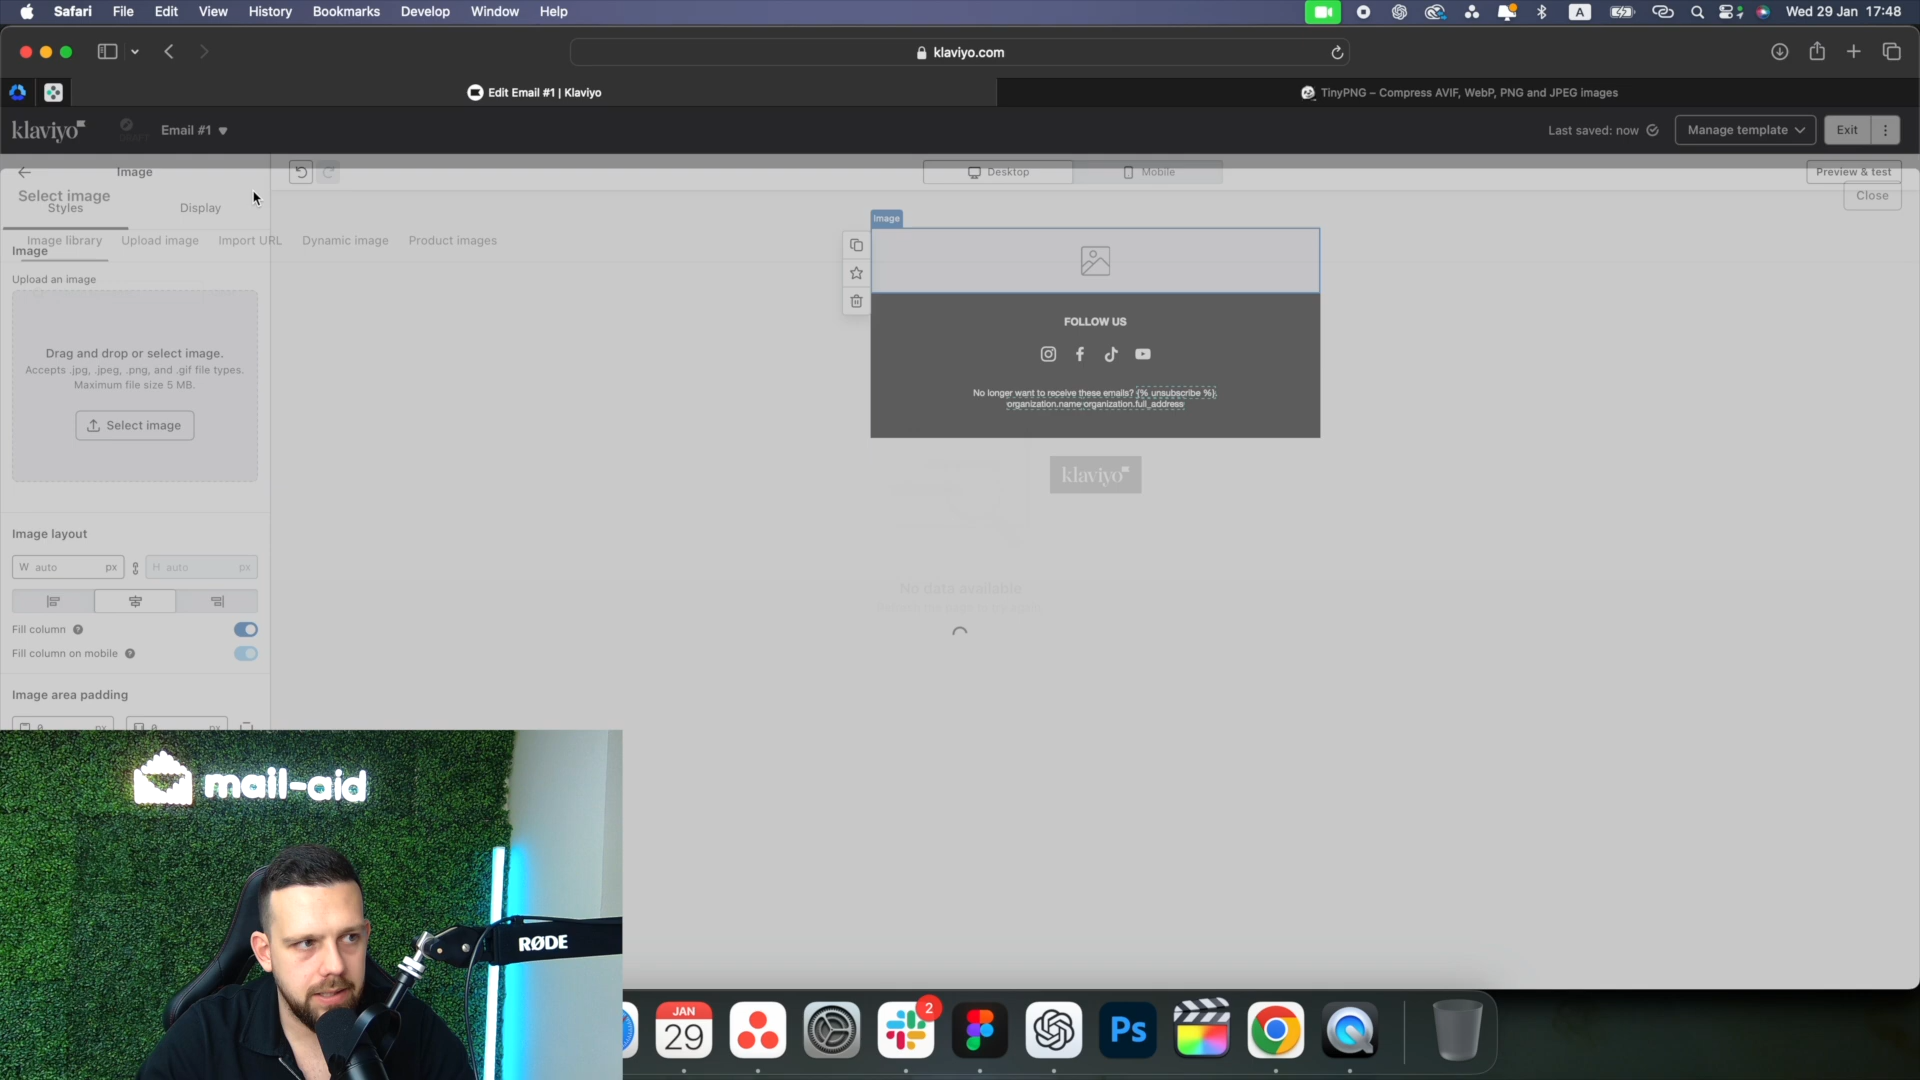 Safari File Edit View History Bookmarks Develop Window Help A Wed 29 Jan 17:48
klaviyo.com
Edit Email #1 | Klaviyo
TinyPNG – Compress AVIF, WebP, PNG and JPEG images
klaviyo DRAFT Email #1 Last saved: now Manage template Exit
Image Desktop Mobile Preview & test
Select image Close
Styles Display
Image library Upload image Import URL Dynamic image Product images
Image
Image
Upload an image
Drag and drop or select image.
Accepts .jpg, .jpeg, .png, and .gif file types.
Maximum file size 5 MB.
Select image
FOLLOW US
No longer want to receive these emails? {% unsubscribe %}.
organization.name organization.full_address
klaviyo
Image layout
W auto px H auto px
No data available
Fill column
Fill column on mobile
Image area padding
0 px 0 px
mail-aid
RØDE
JAN
29
2
Ps